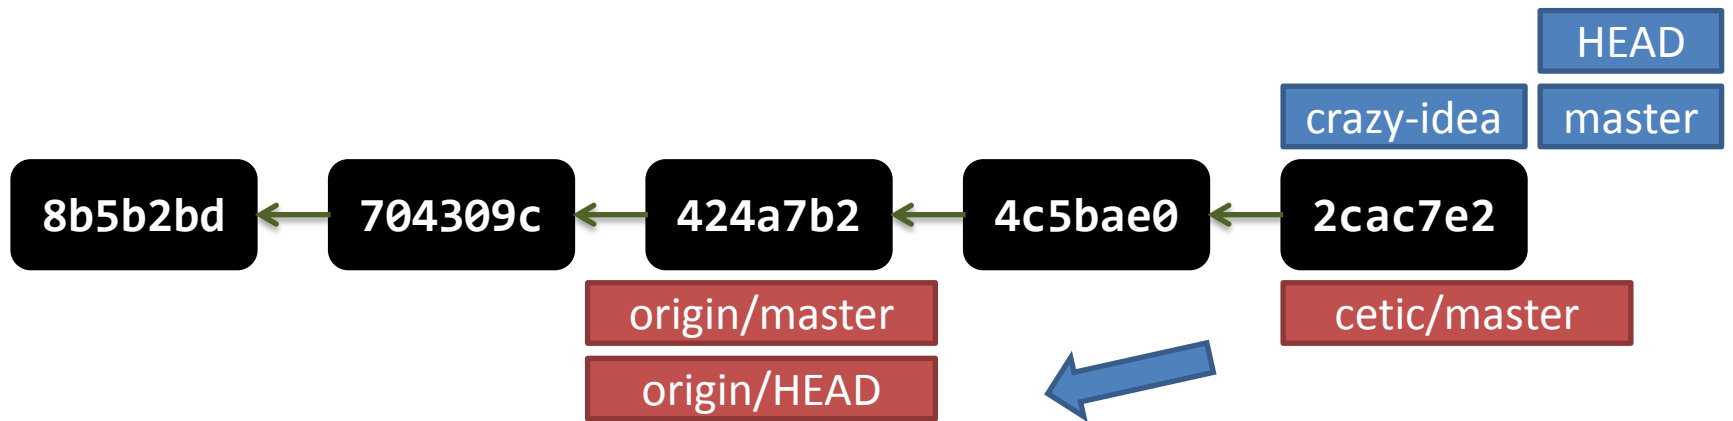 HEAD
crazy-idea master
8b5b2bd 704309c 424a7b2 4c5bae0 2cac7e2
origin/master cetic/master
origin/HEAD